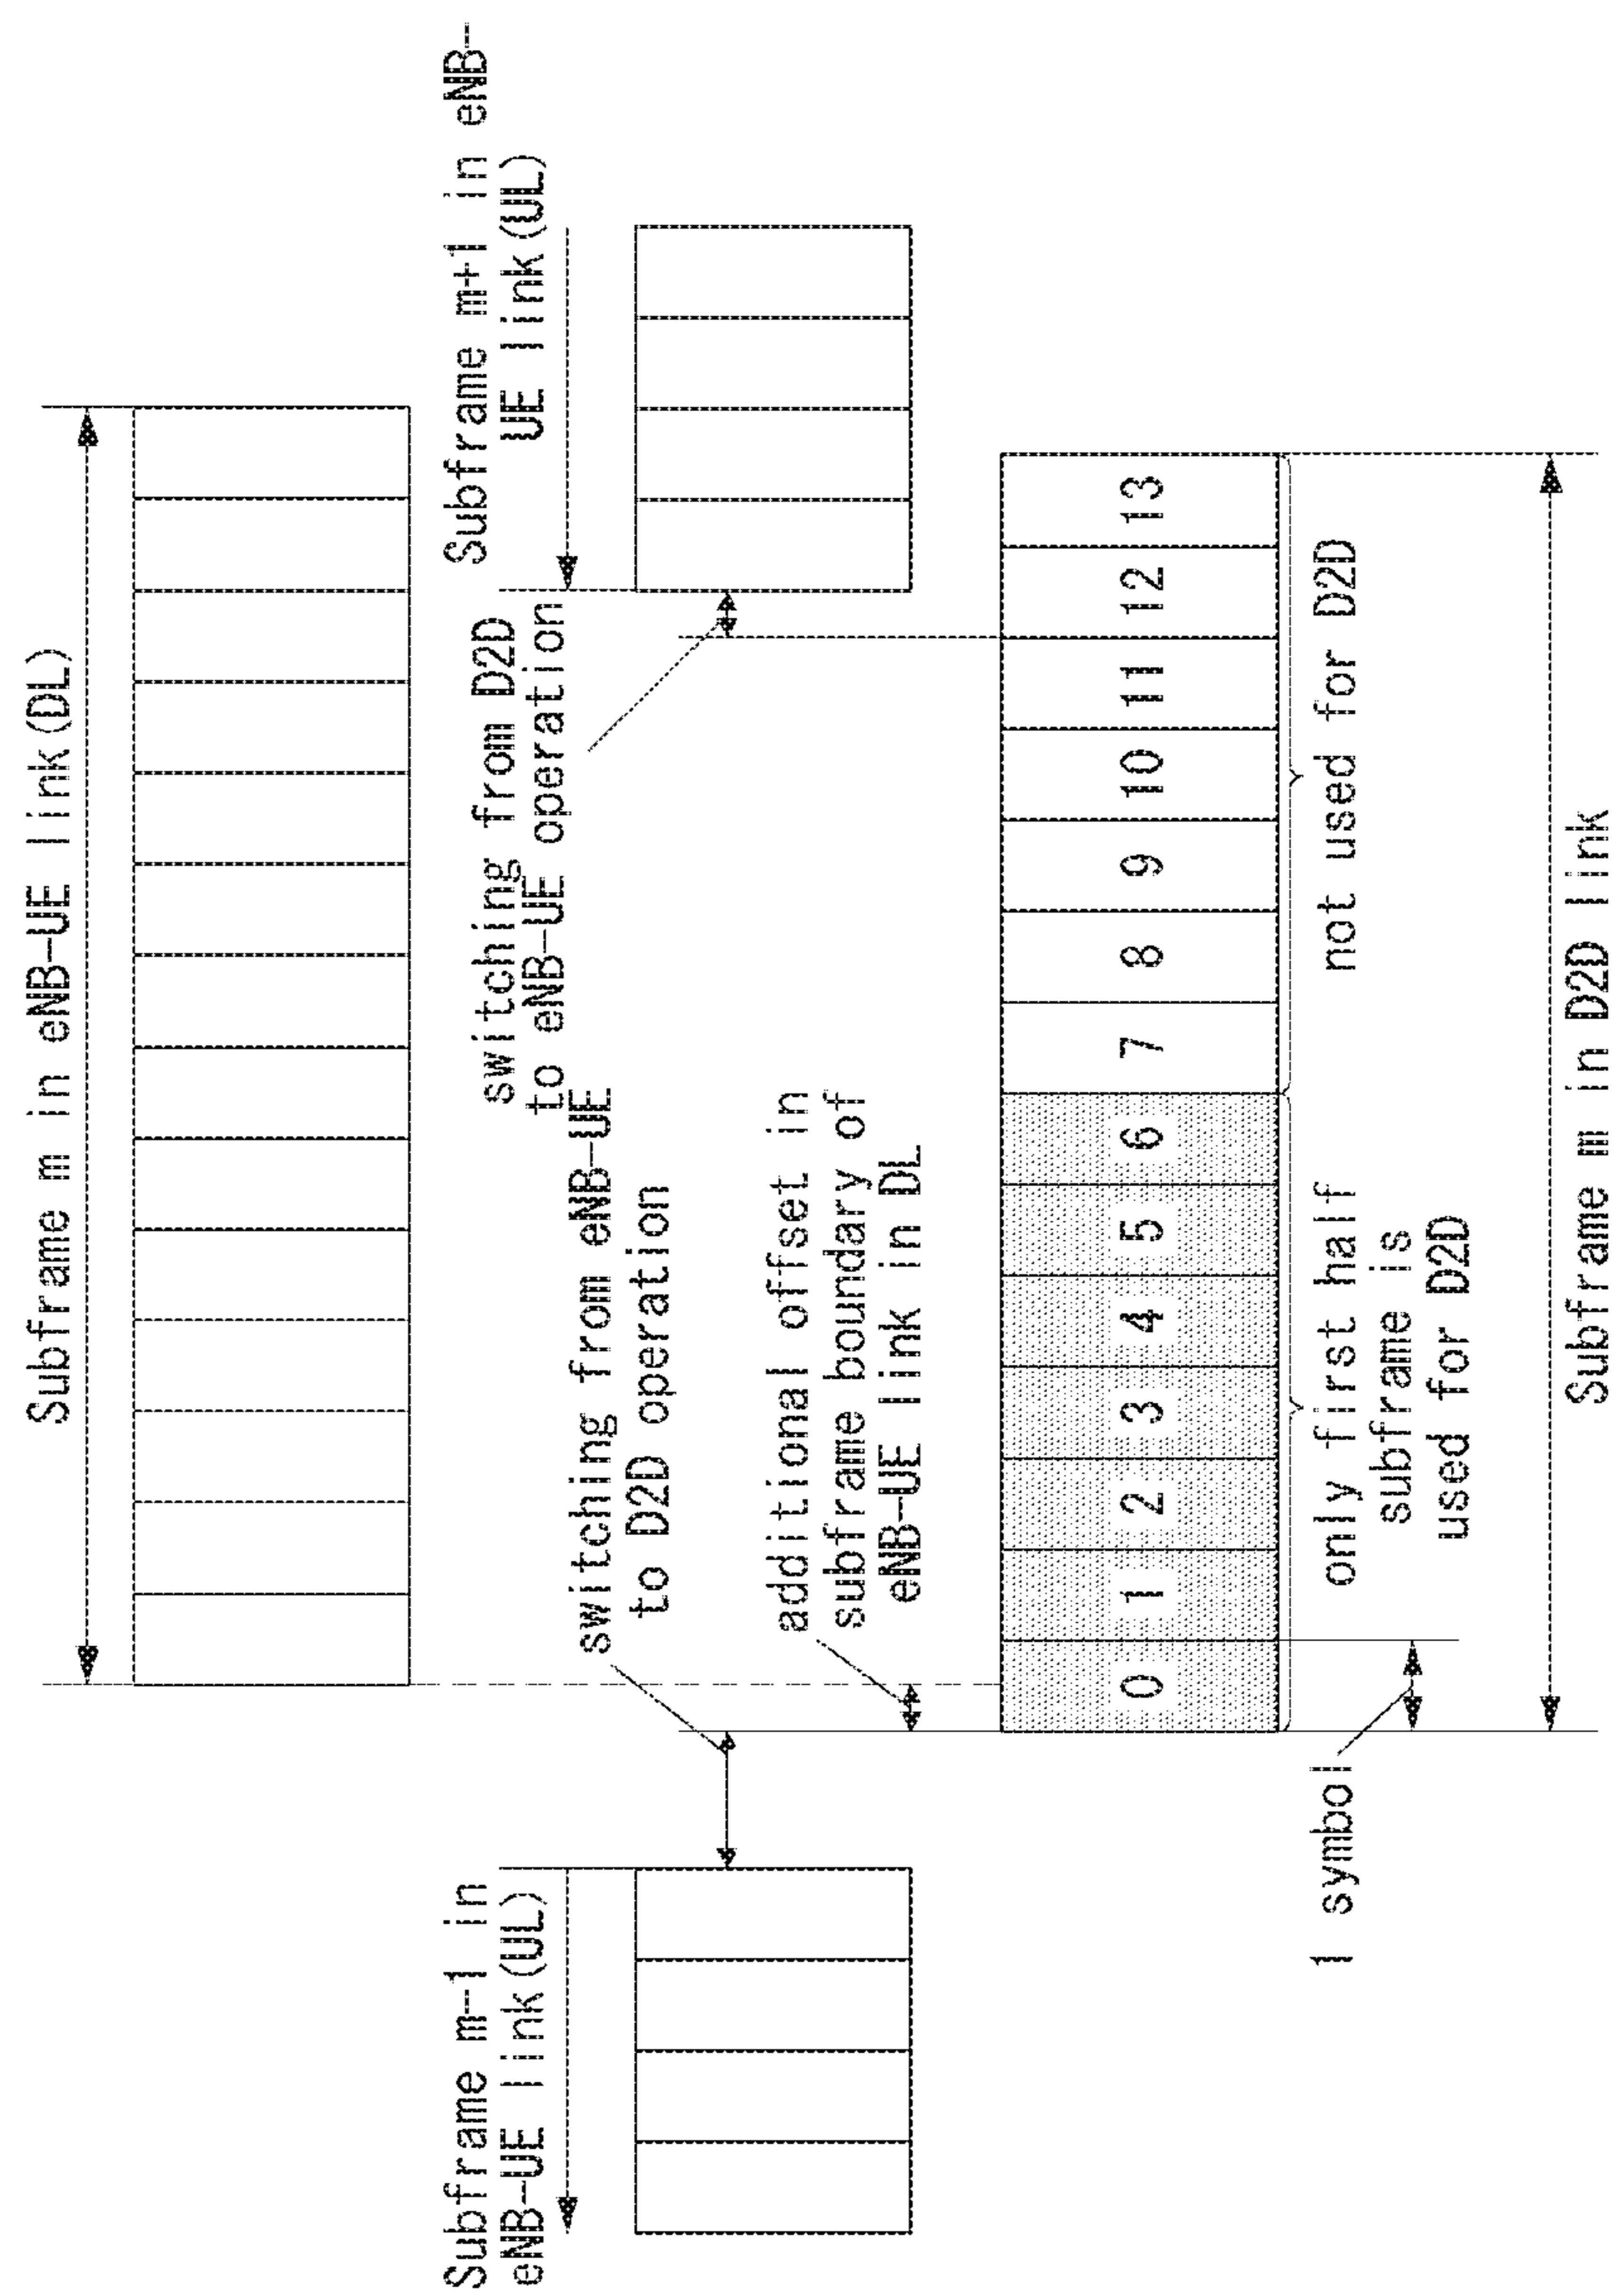 Subframe m in eNB-UE link(DL)
Subframe m-1 in
eNB-UE link(UL)
Subframe m+1 in eNB-
UE link(UL)
switching from D2D
to eNB-UE operation
switching from eNB-UE
to D2D operation
additional offset in
subframe boundary of
eNB-UE link in DL
0 1 2 3 4 5 6 7 8 9 10 11 12 13
1 symbol
only first half
subframe is
used for D2D
not used for D2D
Subframe m in D2D link